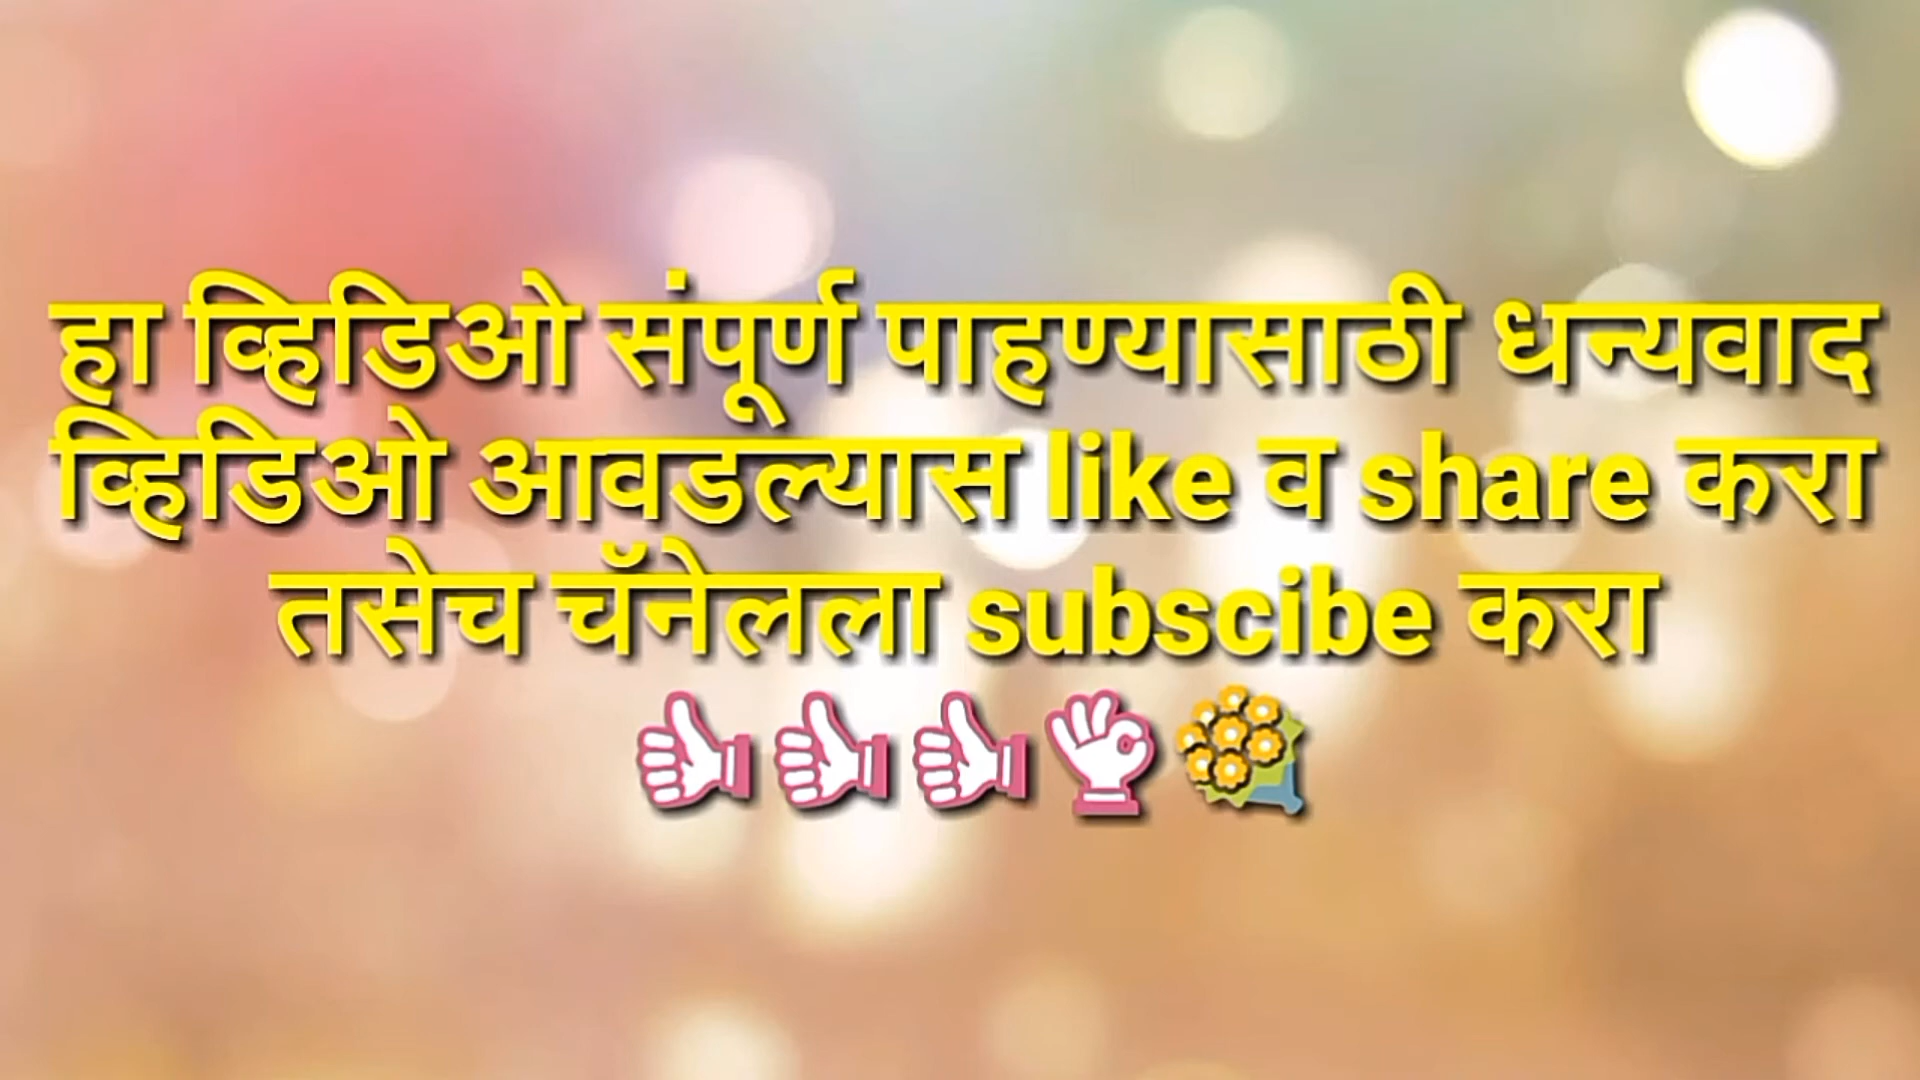 हा व्हिडिओ संपूर्ण पाहण्यासाठी धन्यवाद
व्हिडिओ आवडल्यास like व share करा
तसेच चॅनेलला subscibe करा
👍👍👍👌💐